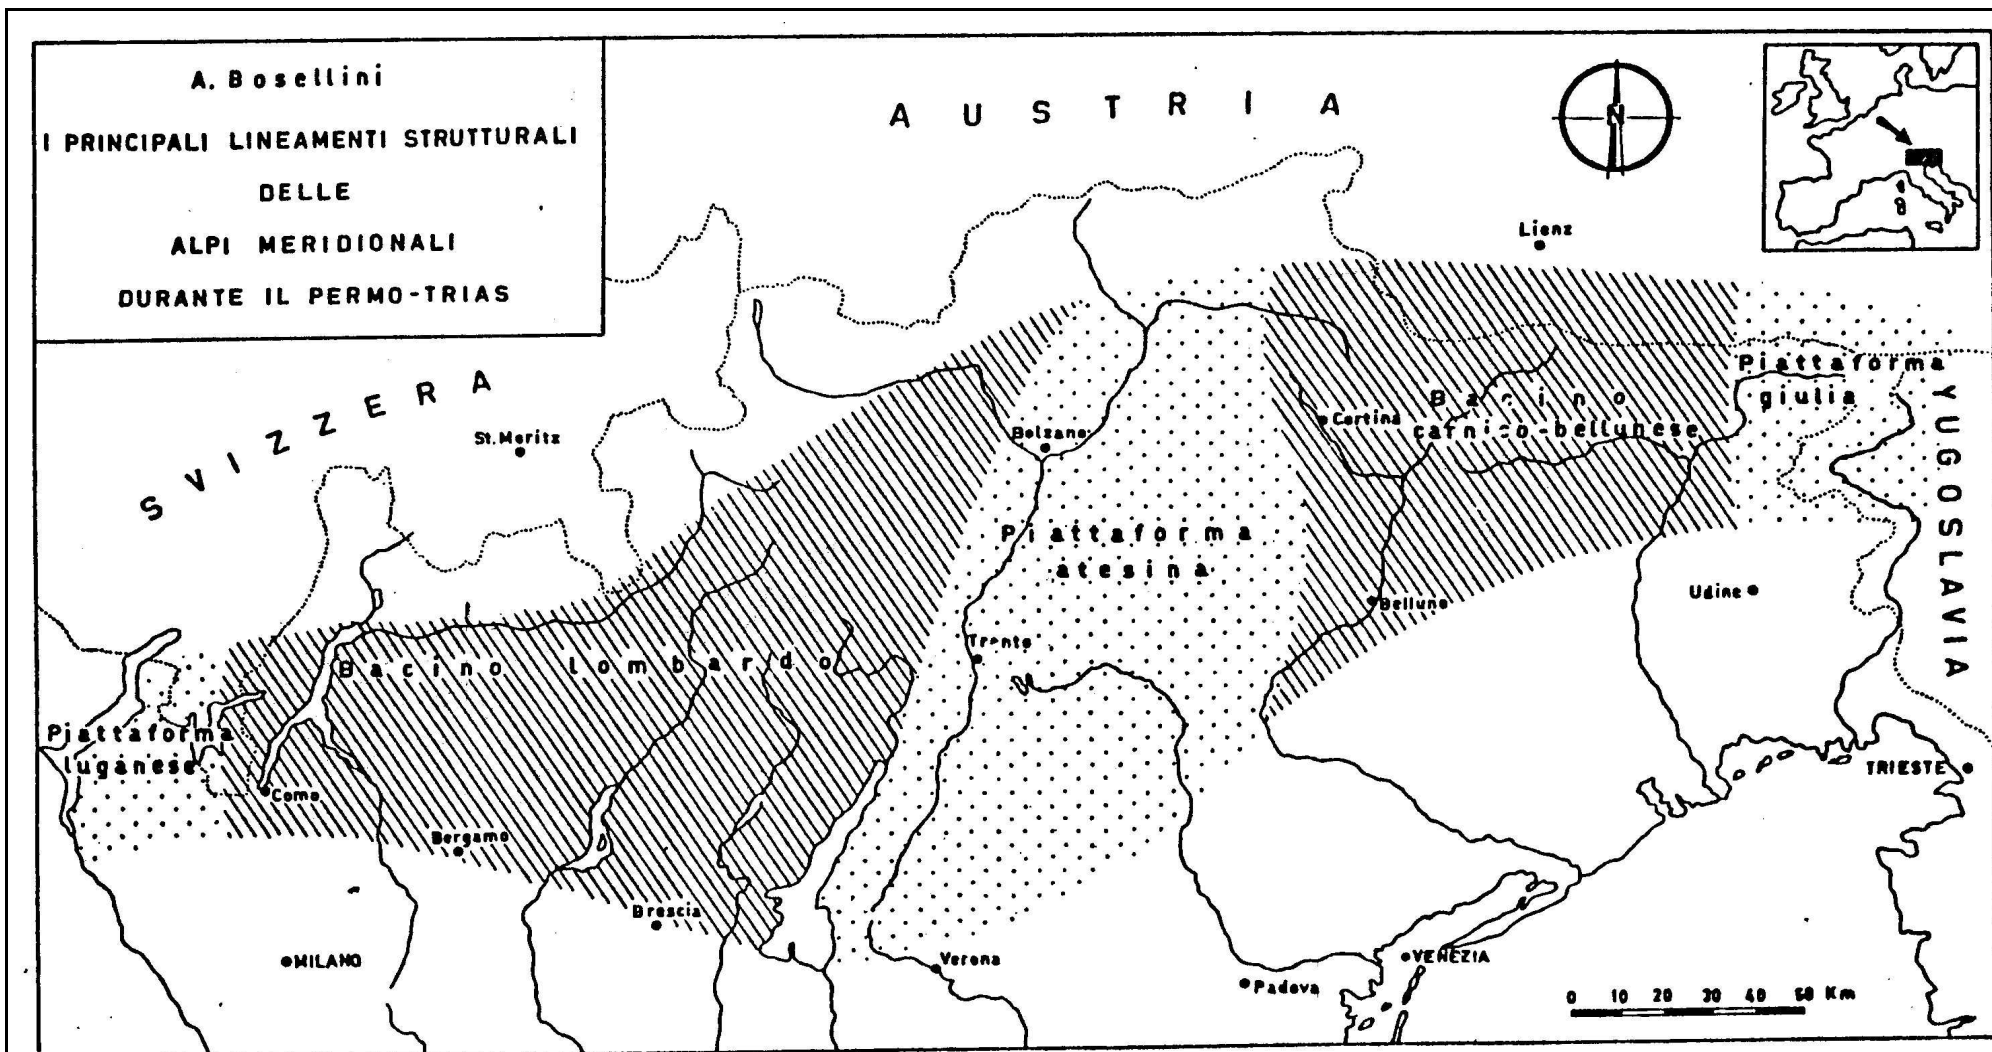 A. Bosellini
I PRINCIPALI LINEAMENTI STRUTTURALI
DELLE
ALPI MERIDIONALI
DURANTE IL PERMO-TRIAS
AUSTRIA
N
Lienz
SVIZZERA
St. Moritz
Bolzano
Cortina
Bacino
carnico-bellunese
Piattaforma
giulia
YUGOSLAVIA
Piattaforma
atesina
Udine
Belluno
Trento
Bacino lombardo
Piattaforma
luganese
Como
TRIESTE
Bergamo
Brescia
MILANO
Verona
VENEZIA
Padova
0 10 20 30 40 50 Km